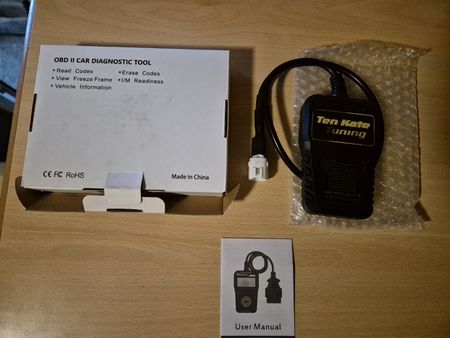 OBD II CAR DIAGNOSTIC TOOL
• Read Codes • Erase Codes
• View Freeze Frame • I/M Readiness
• Vehicle Information
CE FC RoHS
Made in China
Ten Kate
Tuning
User Manual